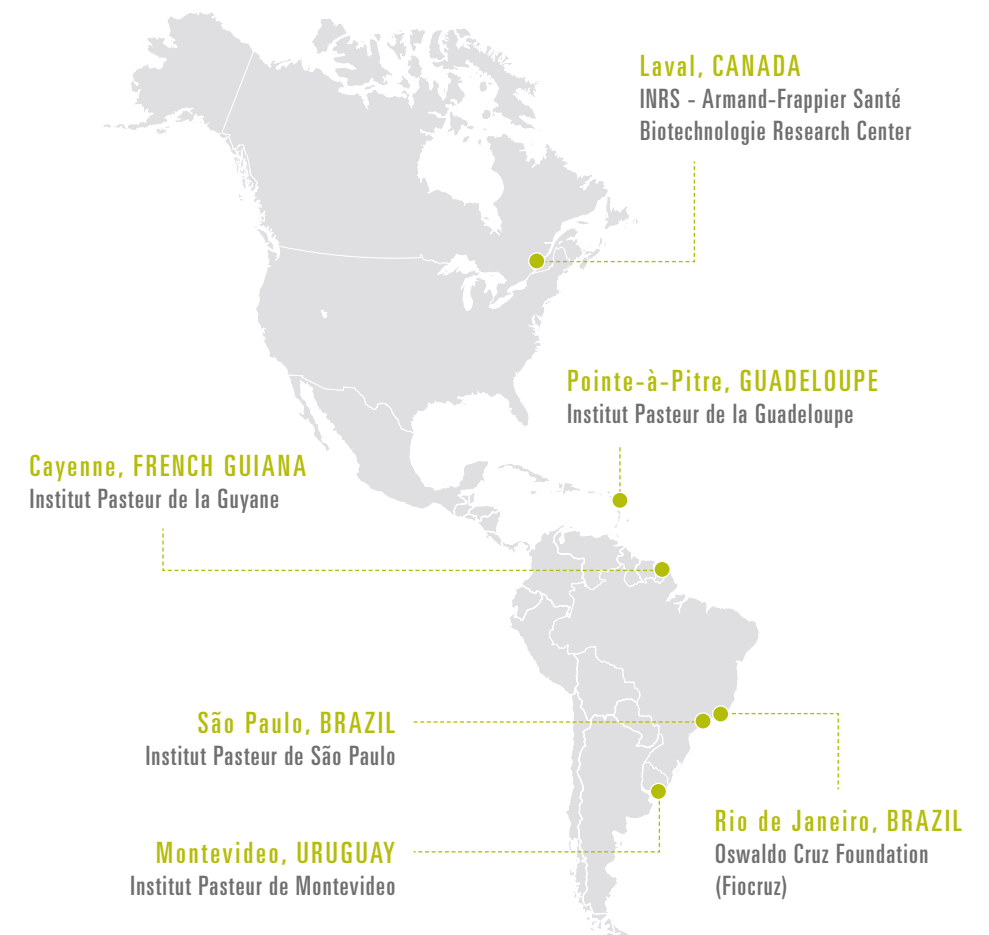 Laval, CANADA
INRS - Armand-Frappier Santé
Biotechnologie Research Center
Pointe-à-Pitre, GUADELOUPE
Institut Pasteur de la Guadeloupe
Cayenne, FRENCH GUIANA
Institut Pasteur de la Guyane
São Paulo, BRAZIL
Institut Pasteur de São Paulo
Rio de Janeiro, BRAZIL
Oswaldo Cruz Foundation
(Fiocruz)
Montevideo, URUGUAY
Institut Pasteur de Montevideo